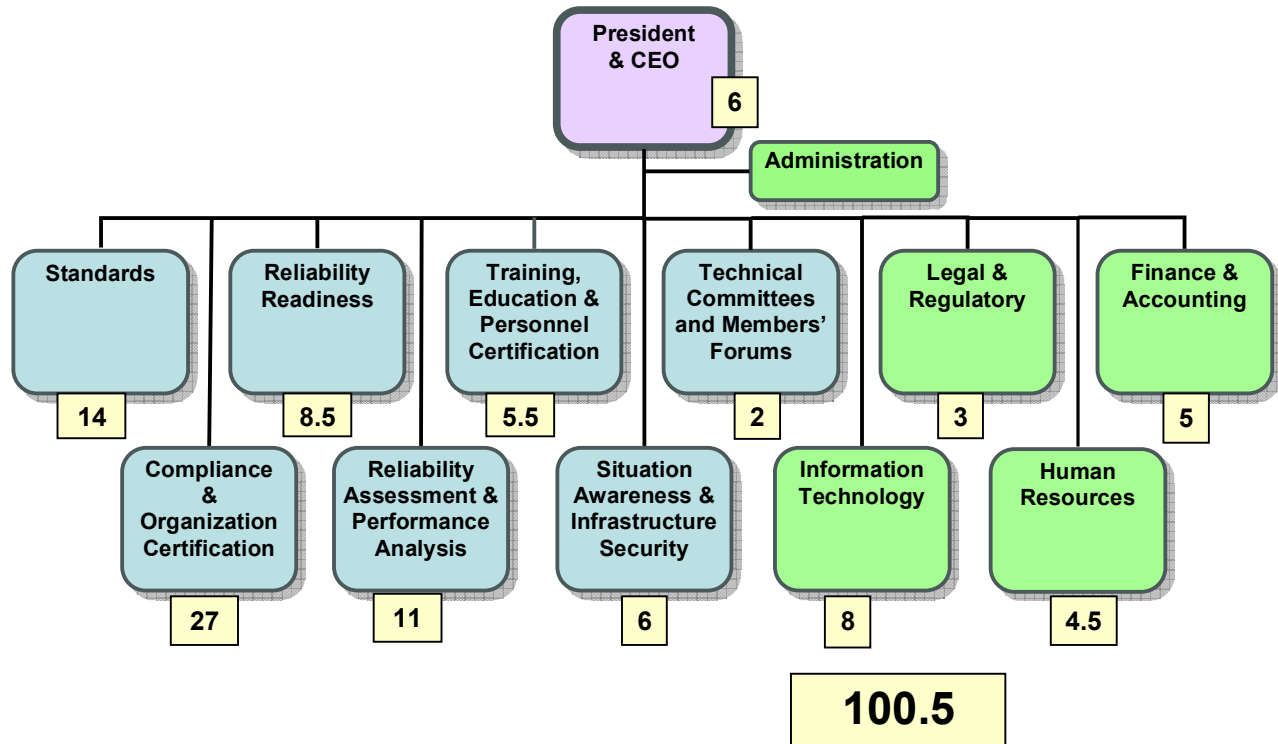 President
& CEO
6
Administration
Standards
14
Reliability
Readiness
8.5
Training,
Education &
Personnel
Certification
5.5
Technical
Committees
and Members’
Forums
2
Legal &
Regulatory
3
Finance &
Accounting
5
Compliance
&
Organization
Certification
27
Reliability
Assessment &
Performance
Analysis
11
Situation
Awareness &
Infrastructure
Security
6
Information
Technology
8
Human
Resources
4.5
100.5